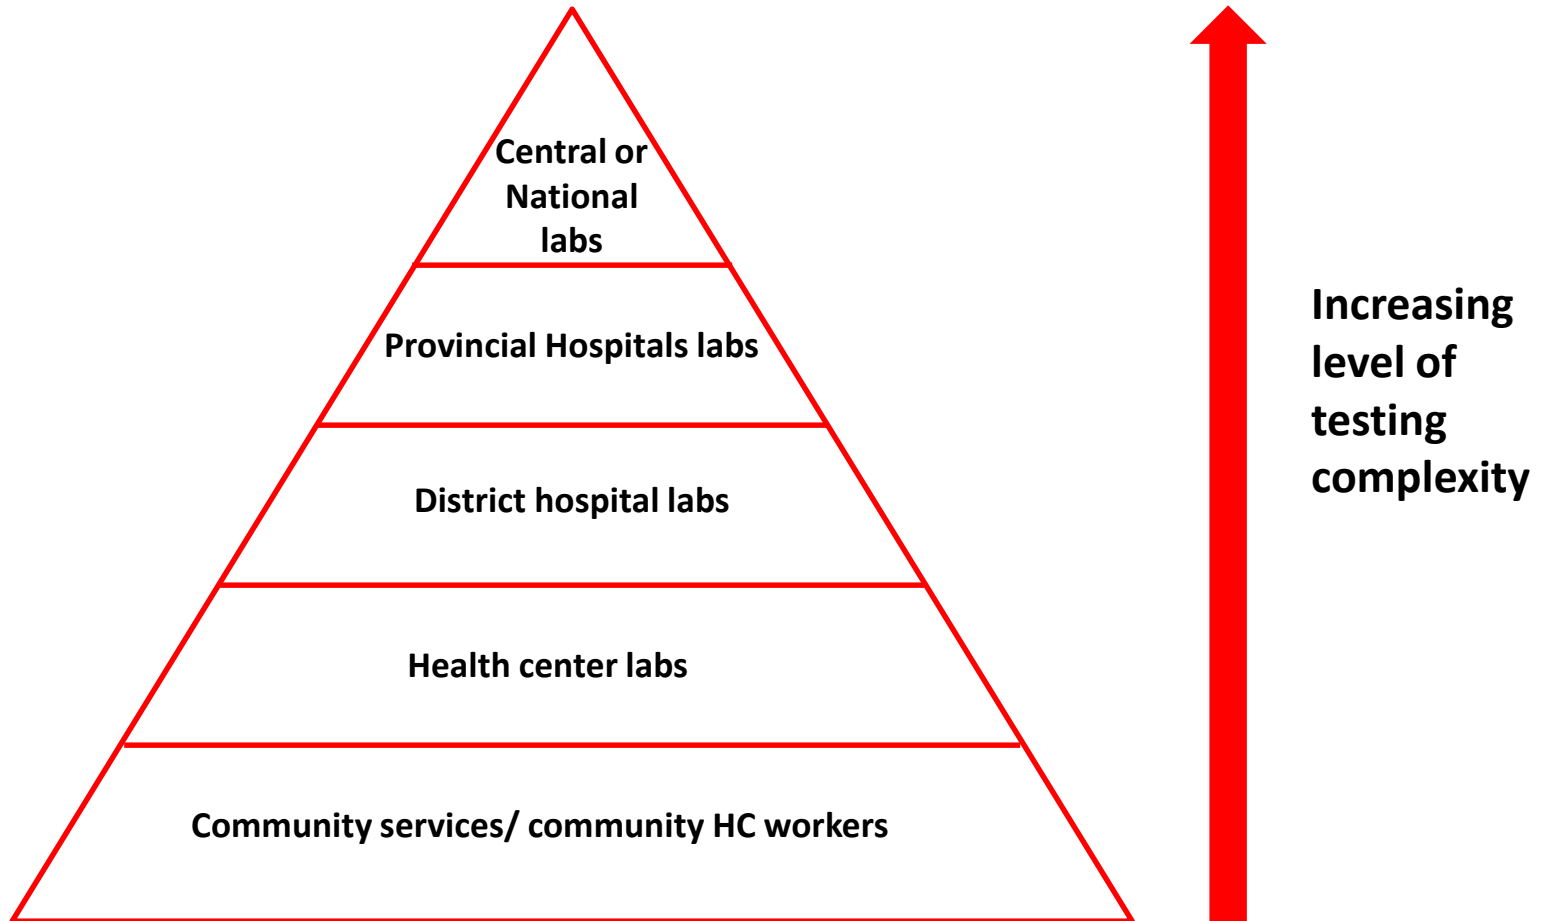 Central or
National
labs
Provincial Hospitals labs
District hospital labs
Health center labs
Community services/ community HC workers
Increasing
level of
testing
complexity